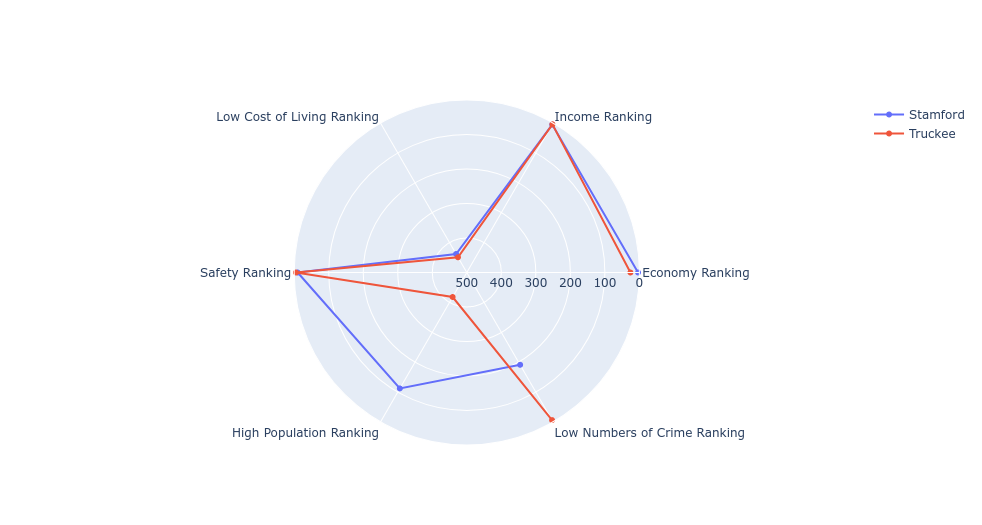 Low Cost of Living Ranking
Income Ranking
Stamford
Truckee
Safety Ranking
Economy Ranking
500 400 300 200 100 0
High Population Ranking
Low Numbers of Crime Ranking